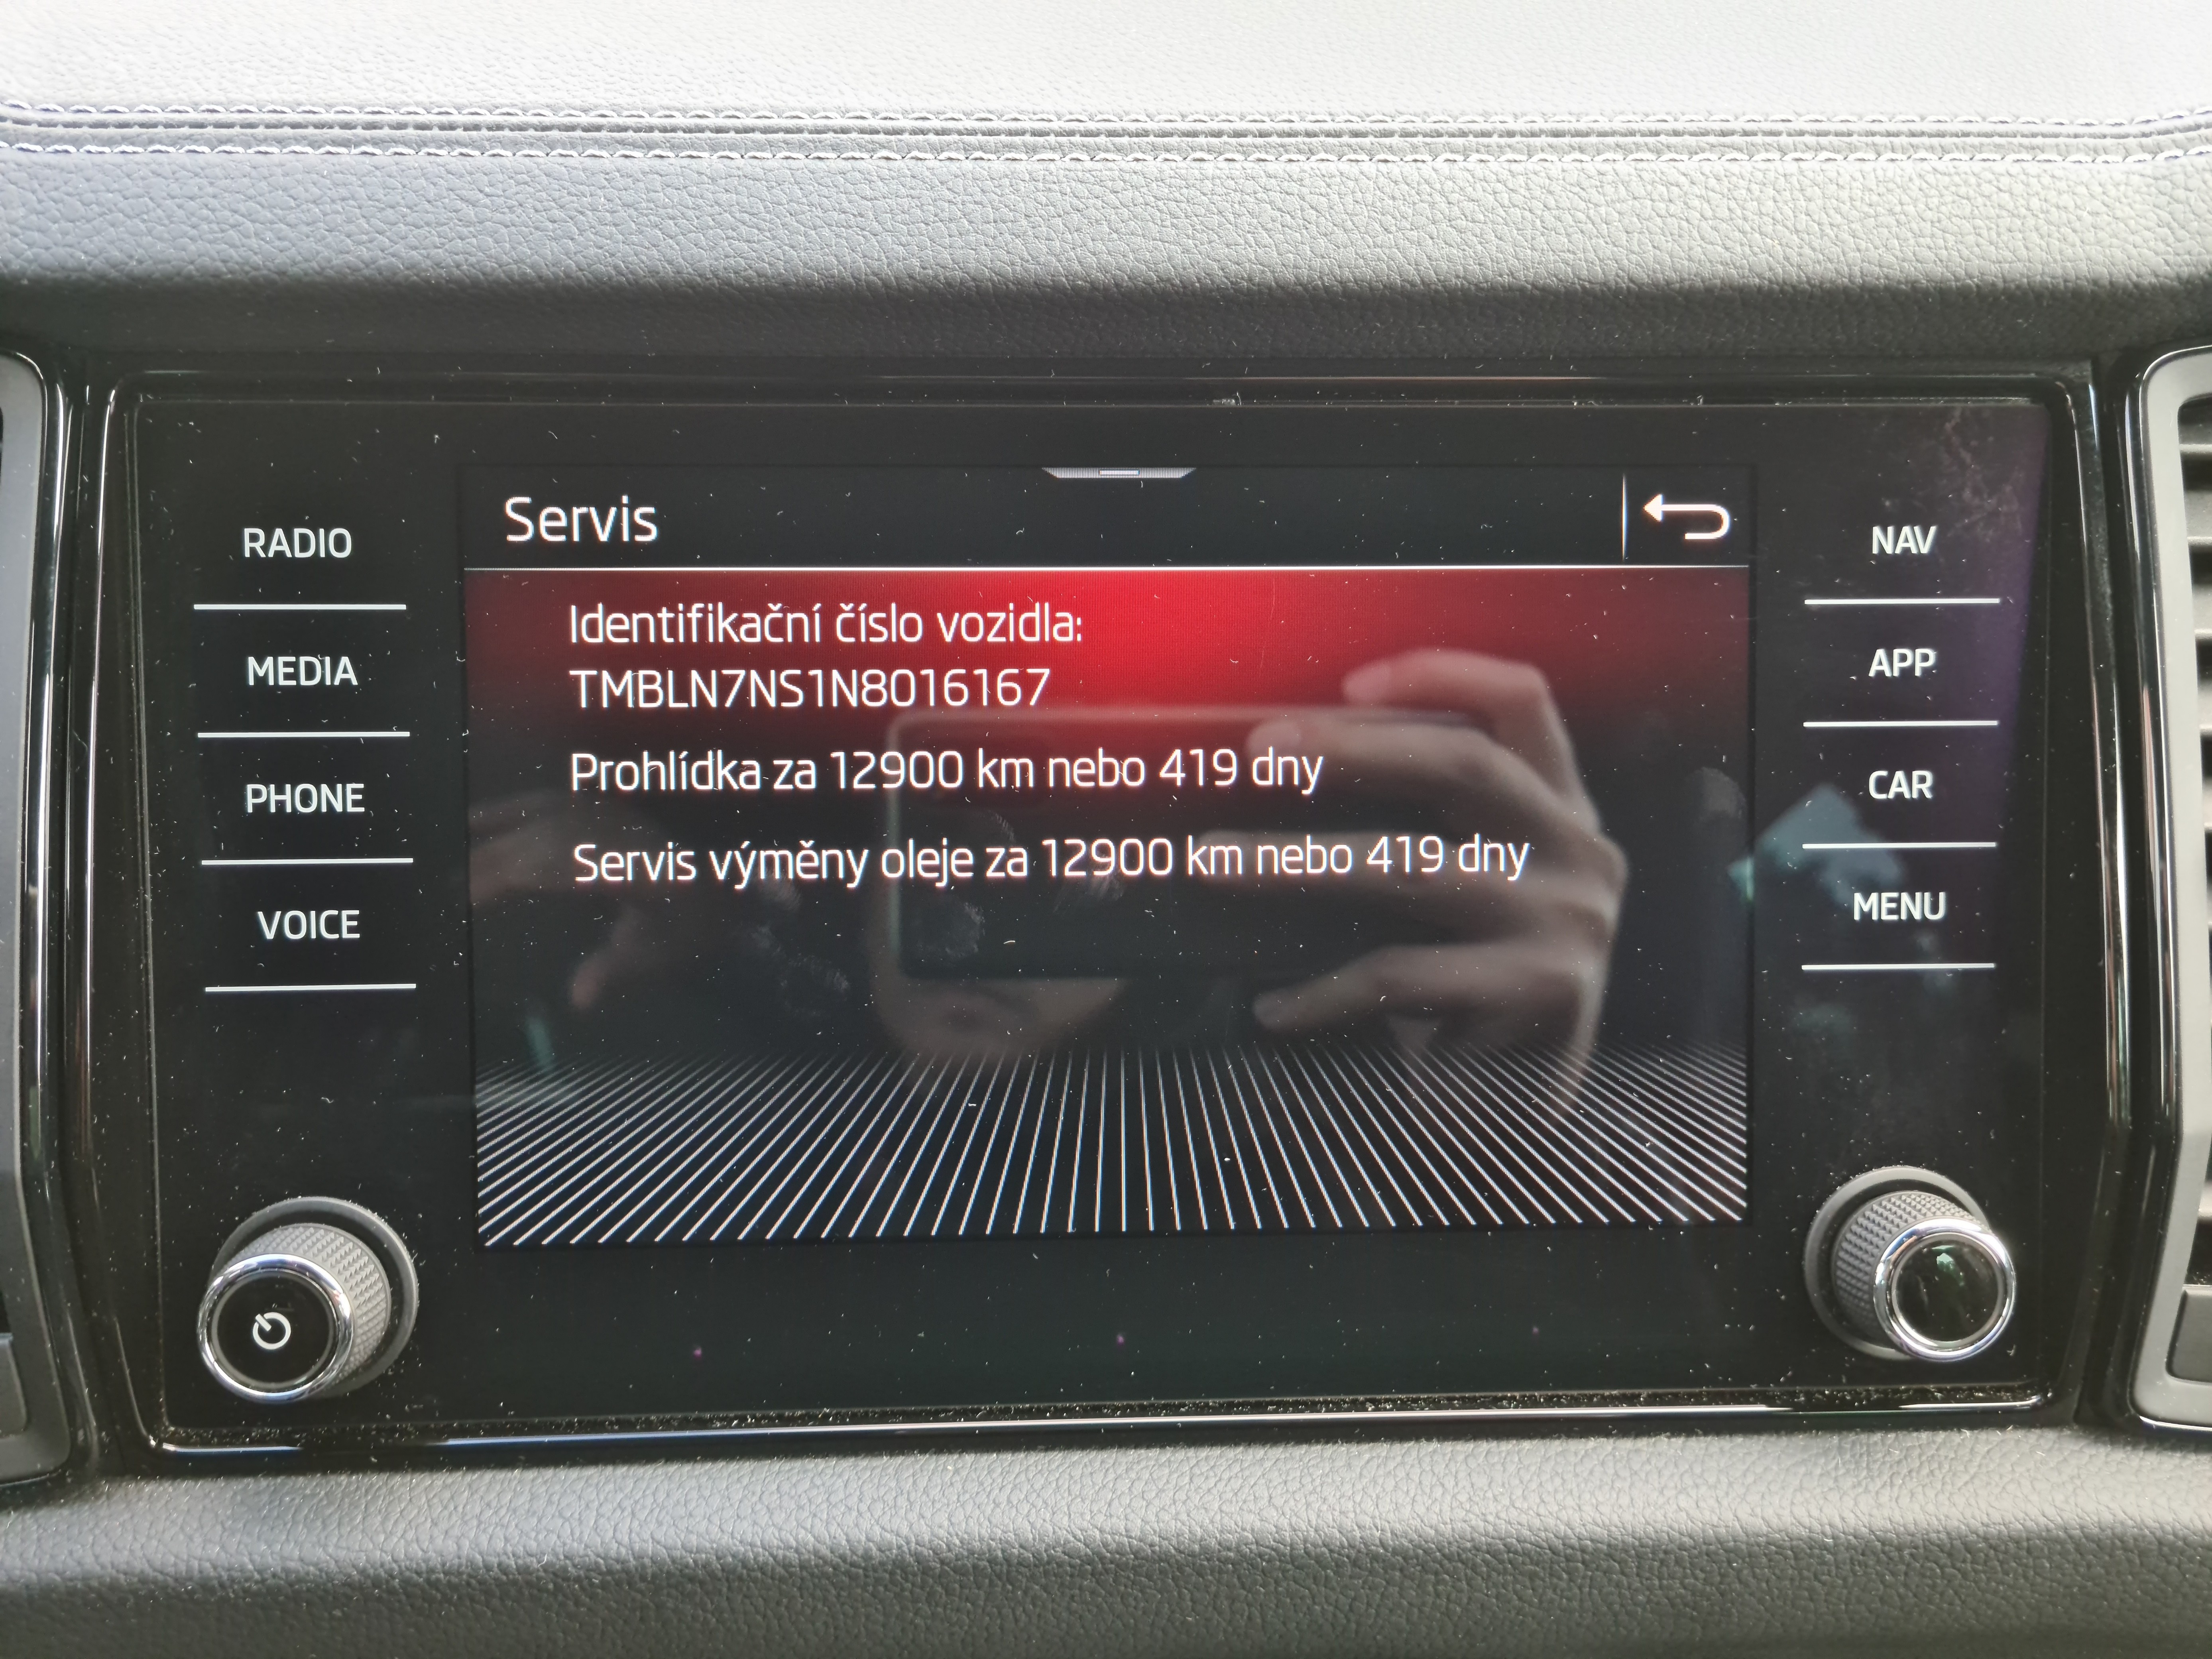 Servis
RADIO
MEDIA
PHONE
VOICE
Identifikační číslo vozidla:
TMBLN7NS1N8016167
Prohlídka za 12900 km nebo 419 dny
Servis výměny oleje za 12900 km nebo 419 dny
NAV
APP
CAR
MENU